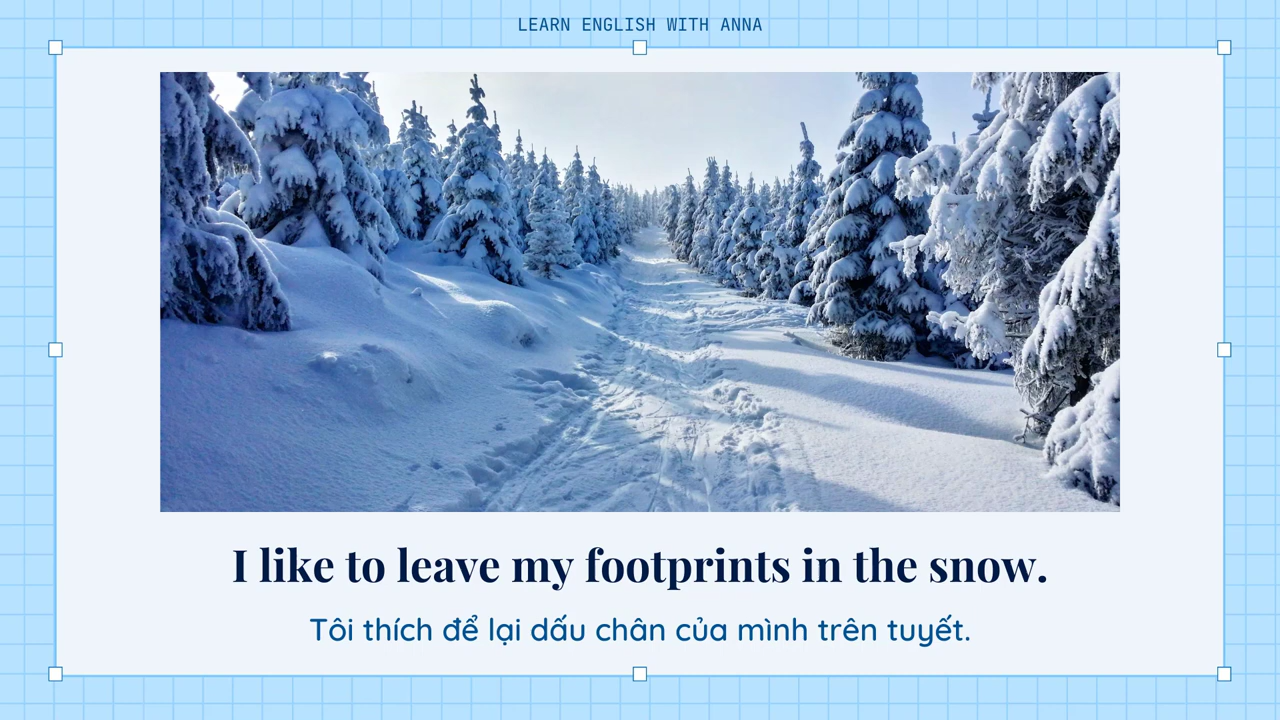 LEARN ENGLISH WITH ANNA
I like to leave my footprints in the snow.
Tôi thích để lại dấu chân của mình trên tuyết.